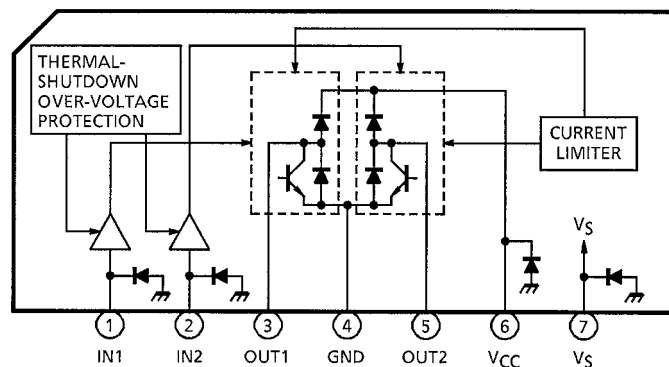 THERMAL-
SHUTDOWN
OVER-VOLTAGE
PROTECTION
CURRENT
LIMITER
VS
1 2 3 4 5 6 7
IN1 IN2 OUT1 GND OUT2 VCC VS